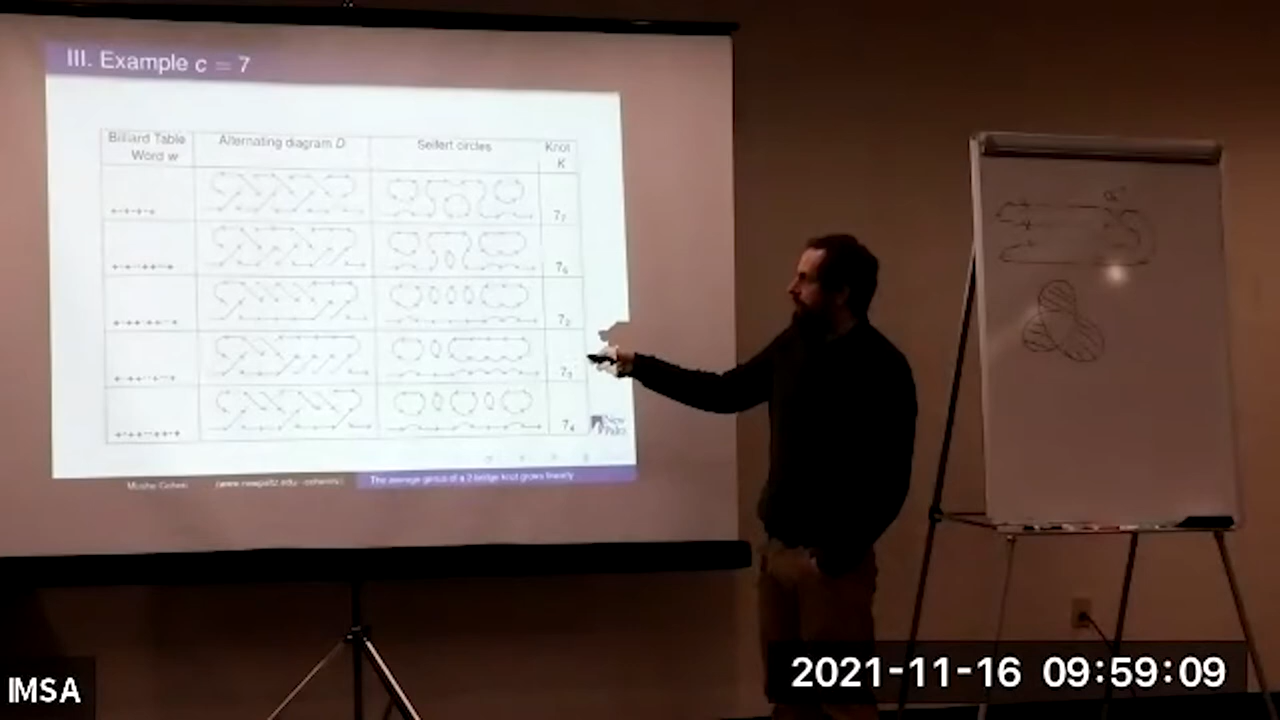 III. Example c = 7
Billiard Table
Word w
Alternating diagram D
Seifert circles
Knot
K
7₇
7₆
7₂
7₃
7₄
New
Paltz
Moshe Cohen
The average genus of a 2-bridge knot grows linearly
IMSA
2021-11-16 09:59:09